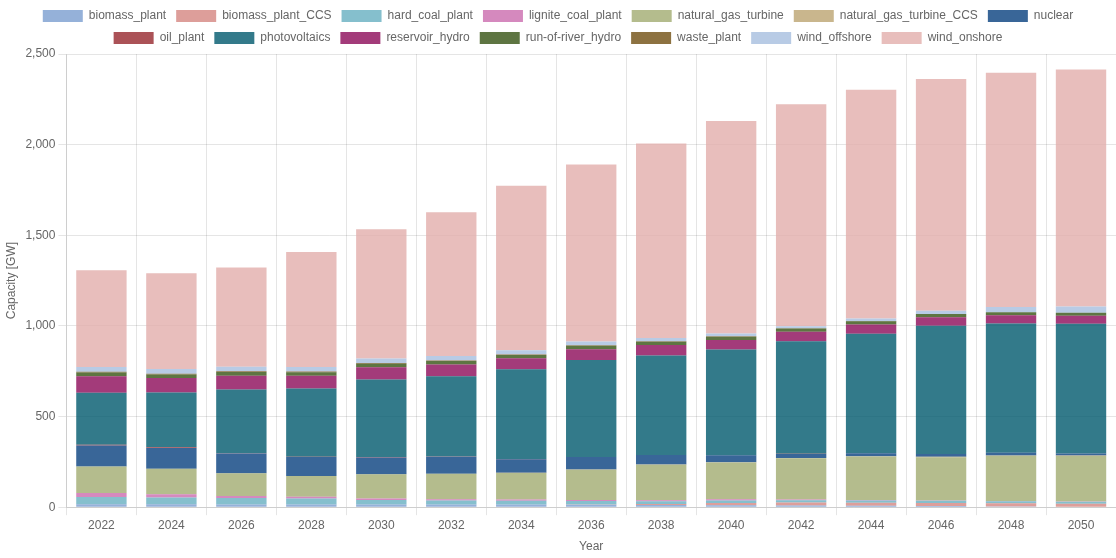 biomass_plant biomass_plant_CCS hard_coal_plant lignite_coal_plant natural_gas_turbine natural_gas_turbine_CCS nuclear
oil_plant photovoltaics reservoir_hydro run-of-river_hydro waste_plant wind_offshore wind_onshore
2,500
2,000
1,500
1,000
500
0
Capacity [GW]
2022 2024 2026 2028 2030 2032 2034 2036 2038 2040 2042 2044 2046 2048 2050
Year